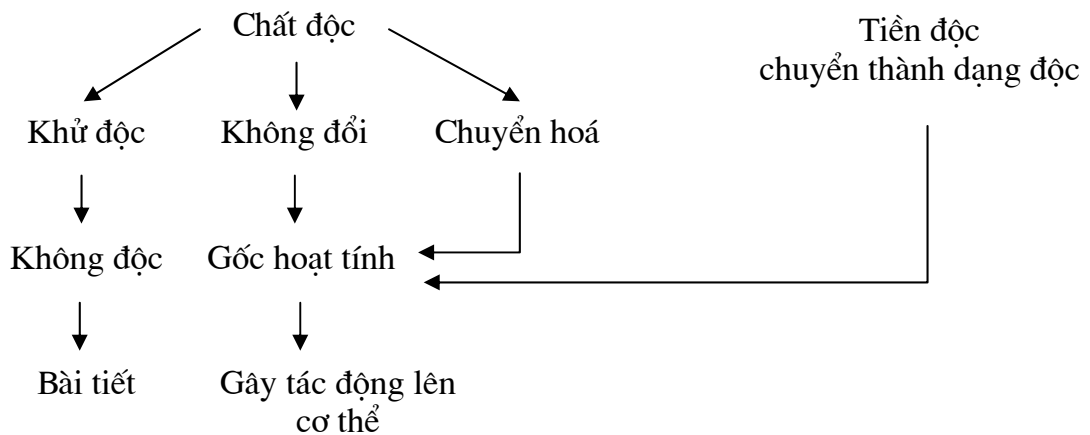 Chất độc
Tiền độc
chuyển thành dạng độc
Khử độc
Không đổi
Chuyển hoá
Không độc
Gốc hoạt tính
Bài tiết
Gây tác động lên
cơ thể